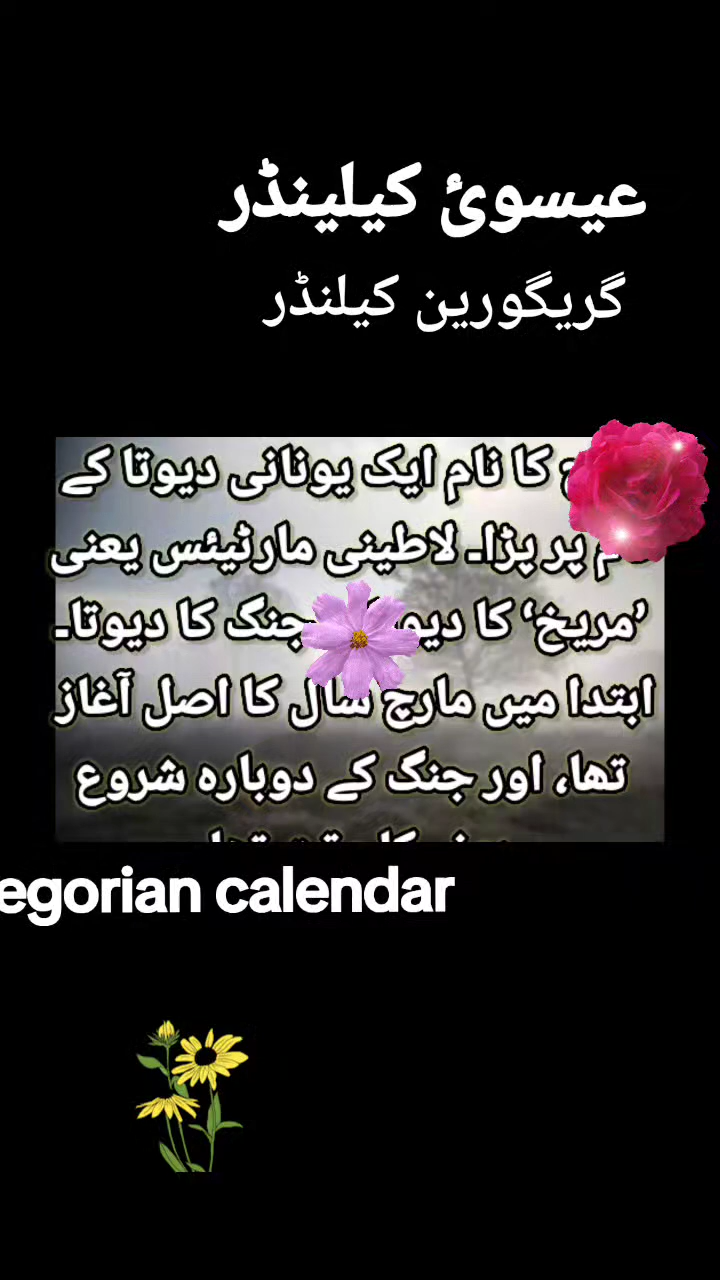 عیسوئ کیلینڈر
گریگورین کیلنڈر
کا نام ایک یونانی دیوتا کے
پر پڑا۔ لاطینی مارٹیئس یعنی
’مریخ‘ کا جنگ کا دیوتا۔
ابتدا میں مارچ سال کا اصل آغاز
تھا، اور جنگ کے دوبارہ شروع
egorian calendar